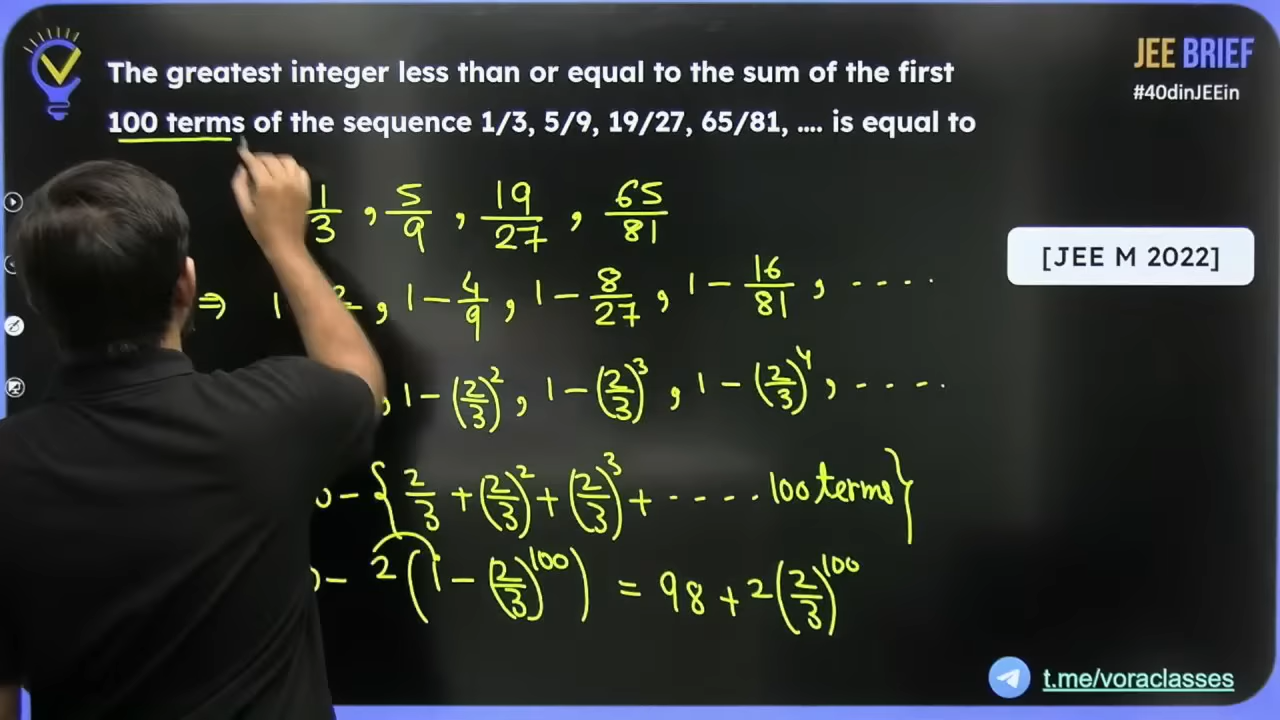 The greatest integer less than or equal to the sum of the first
100 terms of the sequence 1/3, 5/9, 19/27, 65/81, .... is equal to
JEE BRIEF
#40dinJEEin
1/3 , 5/9 , 19/27 , 65/81
[JEE M 2022]
⇒ 1 2 , 1 - 4/9 , 1 - 8/27 , 1 - 16/81 , ....
, 1 - (2/3)^2 , 1 - (2/3)^3 , 1 - (2/3)^4 , ....
0 - { 2/3 + (2/3)^2 + (2/3)^3 + ..... 100 terms }
0 - 2 (1 - (2/3)^100) = 98 + 2(2/3)^100
t.me/voraclasses